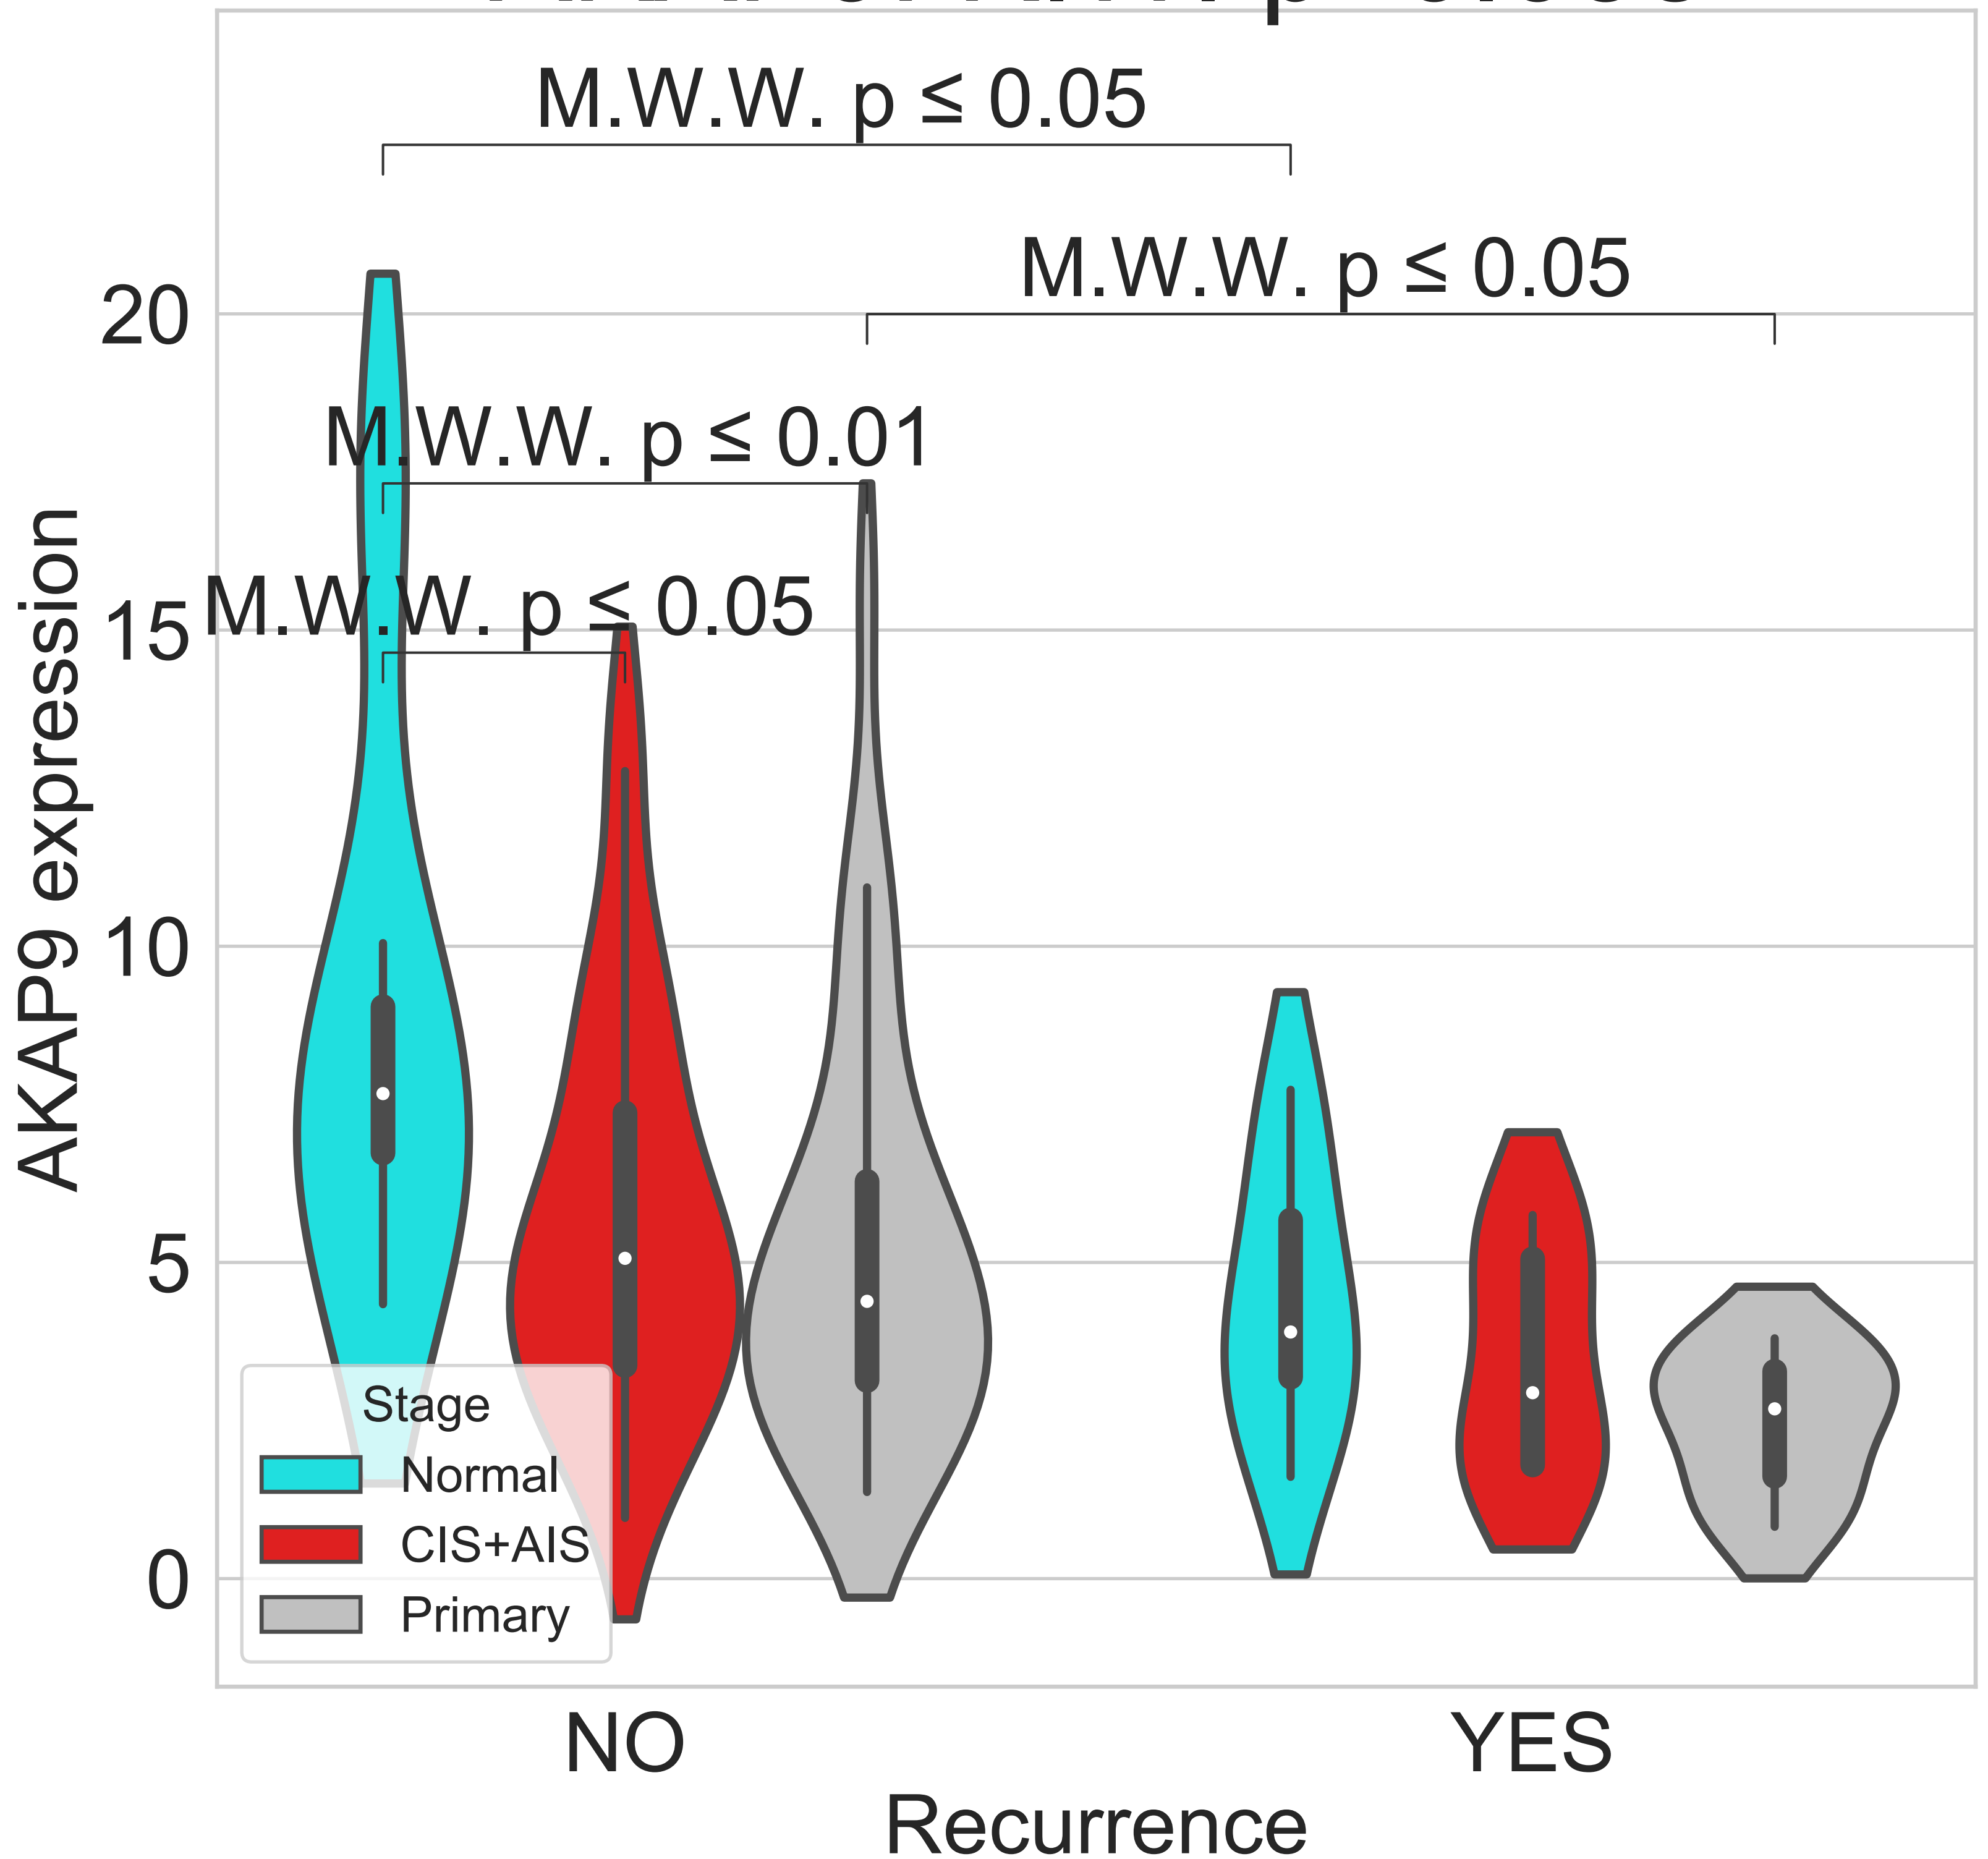 M.W.W. p ≤ 0.05
M.W.W. p ≤ 0.05
M.W.W. p ≤ 0.01
M.W.W. p ≤ 0.05
AKAP9 expression
20
15
10
5
0
Stage
Normal
CIS+AIS
Primary
NO
YES
Recurrence